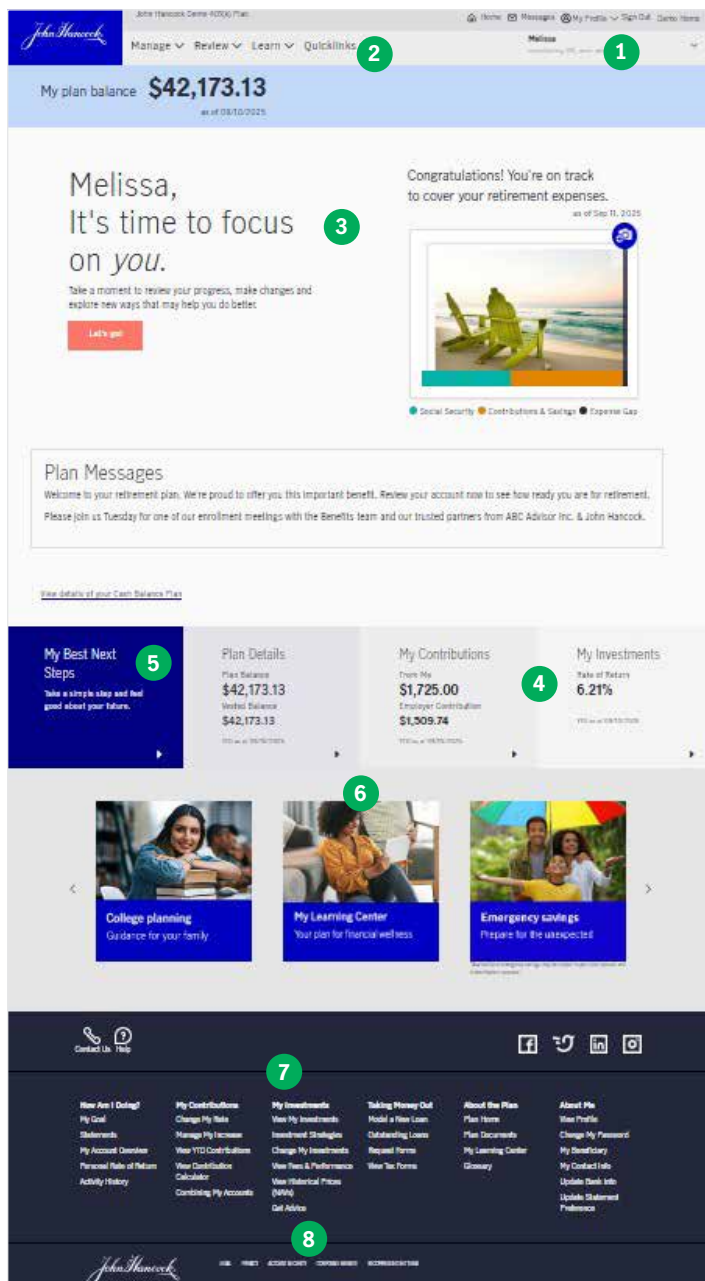 John Hancock Demo 401(k) Plan
Home Messages My Profile Sign Out Demo Home
John Hancock
Manage Review Learn Quicklinks
2
Melissa
1
My plan balance $42,173.13
as of 09/10/2025
Melissa,
It's time to focus
on you.
3
Take a moment to review your progress, make changes and
explore new ways that may help you do better.
Let's go!
Congratulations! You're on track
to cover your retirement expenses.
as of Sep 11, 2025
Social Security Contributions & Savings Expense Gap
Plan Messages
Welcome to your retirement plan. We're proud to offer you this important benefit. Review your account now to see how ready you are for retirement.
Please join us Tuesday for one of our enrollment meetings with the Benefits team and our trusted partners from ABC Advisor Inc. & John Hancock.
View details of your Cash Balance Plan
My Best Next
Steps
5
Take a simple step and feel
good about your future.
Plan Details
Plan Balance
$42,173.13
Vested Balance
$42,173.13
My Contributions
From Me
$1,725.00
Employer Contribution
$1,509.74
4
My Investments
Rate of Return
6.21%
6
College planning
Guidance for your family
My Learning Center
Your plan for financial wellness
Emergency savings
Prepare for the unexpected
Contact Us Help
7
How Am I Doing?
My Goal
Statements
My Account Overview
Personal Rate of Return
Activity History
My Contributions
Change My Rate
Manage My Increase
View YTD Contributions
View Contribution
Calculator
Combining My Accounts
My Investments
View My Investments
Investment Strategies
Change My Investments
View Fees & Performance
View Historical Prices
(NAVs)
Get Advice
Taking Money Out
Model a New Loan
Outstanding Loans
Request Forms
View Tax Forms
About the Plan
Plan Home
Plan Documents
My Learning Center
Glossary
About Me
View Profile
Change My Password
My Beneficiary
My Contact Info
Update Bank Info
Update Statement
Preference
8
John Hancock